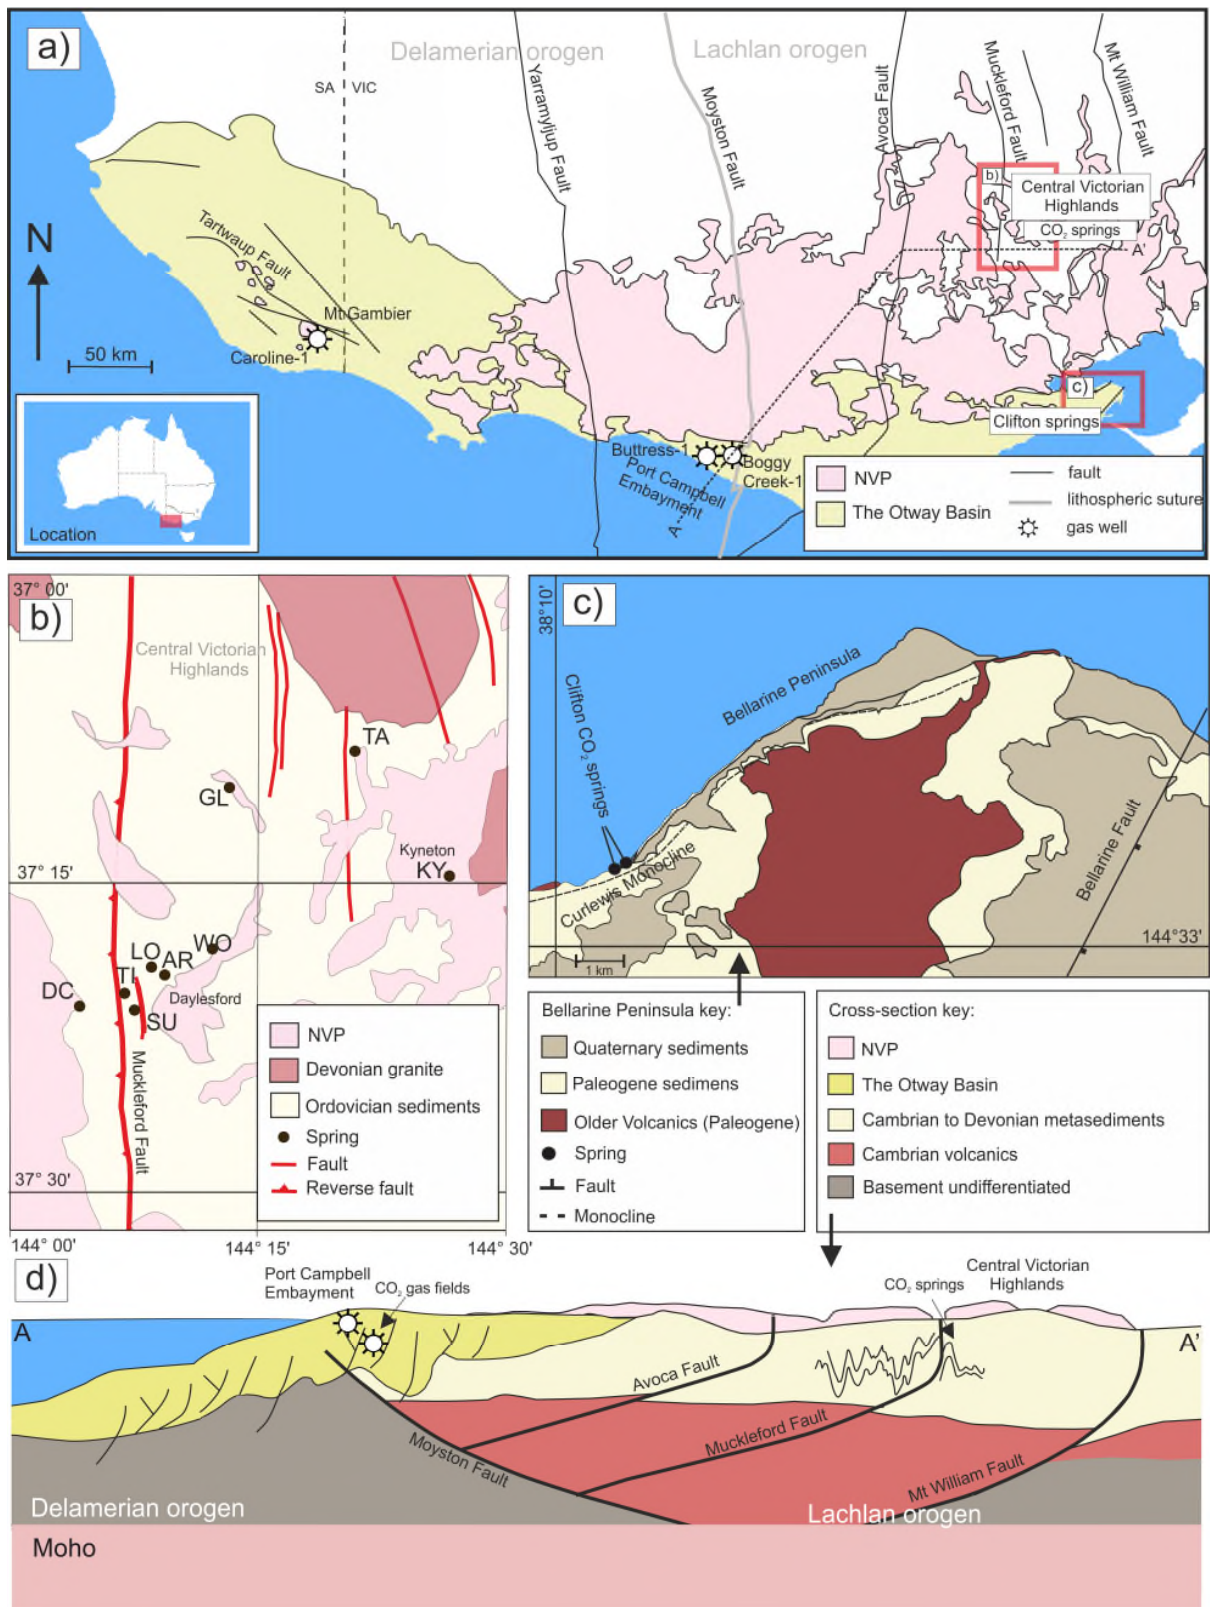 a)
Delamerian orogen
Lachlan orogen
SA
VIC
Yarramyljup Fault
Moyston Fault
Avoca Fault
Muckleford Fault
Mt William Fault
b)
Central Victorian
Highlands
CO₂ springs
A'
N
50 km
Tartwaup Fault
Mt Gambier
Caroline-1
c)
Clifton springs
Buttress-1
Boggy
Creek-1
Port Campbell
Embayment
A
Location
NVP
The Otway Basin
fault
lithospheric suture
gas well
37° 00'
b)
Central Victorian
Highlands
TA
GL
Kyneton
KY
37° 15'
WO
LO
AR
TI
DC
SU
Daylesford
Muckleford Fault
37° 30'
144° 00'
144° 15'
144° 30'
NVP
Devonian granite
Ordovician sediments
Spring
Fault
Reverse fault
38°10'
c)
Bellarine Peninsula
Clifton CO₂ springs
Curlewis Monocline
Bellarine Fault
144°33'
1 km
Bellarine Peninsula key:
Quaternary sediments
Paleogene sedimens
Older Volcanics (Paleogene)
Spring
Fault
Monocline
Cross-section key:
NVP
The Otway Basin
Cambrian to Devonian metasediments
Cambrian volcanics
Basement undifferentiated
d)
Port Campbell
Embayment
CO₂ gas fields
CO₂ springs
Central Victorian
Highlands
A
A'
Avoca Fault
Muckleford Fault
Moyston Fault
Mt William Fault
Delamerian orogen
Lachlan orogen
Moho